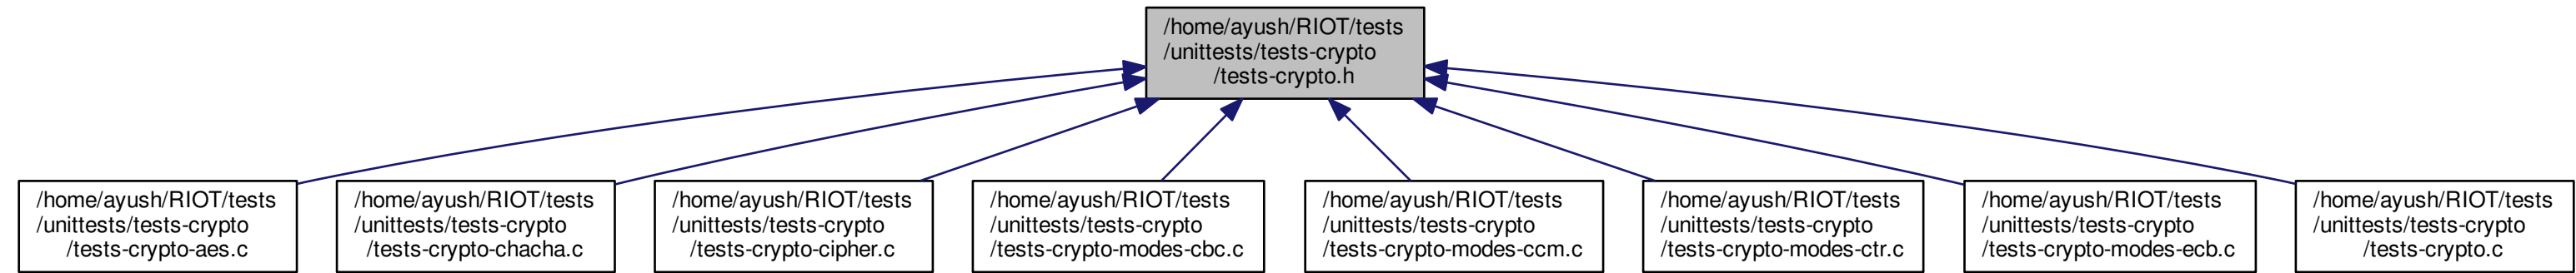 /home/ayush/RIOT/tests
/unittests/tests-crypto
/tests-crypto.h
/home/ayush/RIOT/tests
/unittests/tests-crypto
/tests-crypto-aes.c
/home/ayush/RIOT/tests
/unittests/tests-crypto
/tests-crypto-chacha.c
/home/ayush/RIOT/tests
/unittests/tests-crypto
/tests-crypto-cipher.c
/home/ayush/RIOT/tests
/unittests/tests-crypto
/tests-crypto-modes-cbc.c
/home/ayush/RIOT/tests
/unittests/tests-crypto
/tests-crypto-modes-ccm.c
/home/ayush/RIOT/tests
/unittests/tests-crypto
/tests-crypto-modes-ctr.c
/home/ayush/RIOT/tests
/unittests/tests-crypto
/tests-crypto-modes-ecb.c
/home/ayush/RIOT/tests
/unittests/tests-crypto
/tests-crypto.c